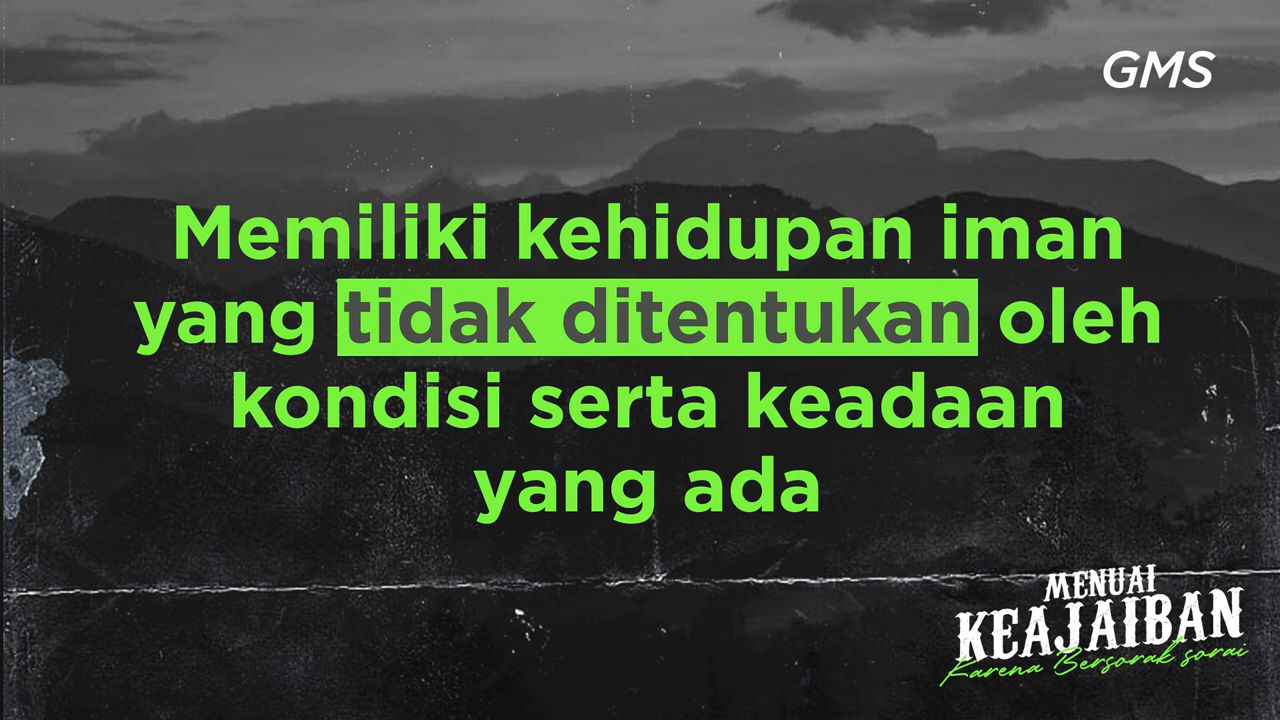 GMS
Memiliki kehidupan iman
yang tidak ditentukan oleh
kondisi serta keadaan
yang ada
MENUAI
KEAJAIBAN
Karena Bersorak sorai